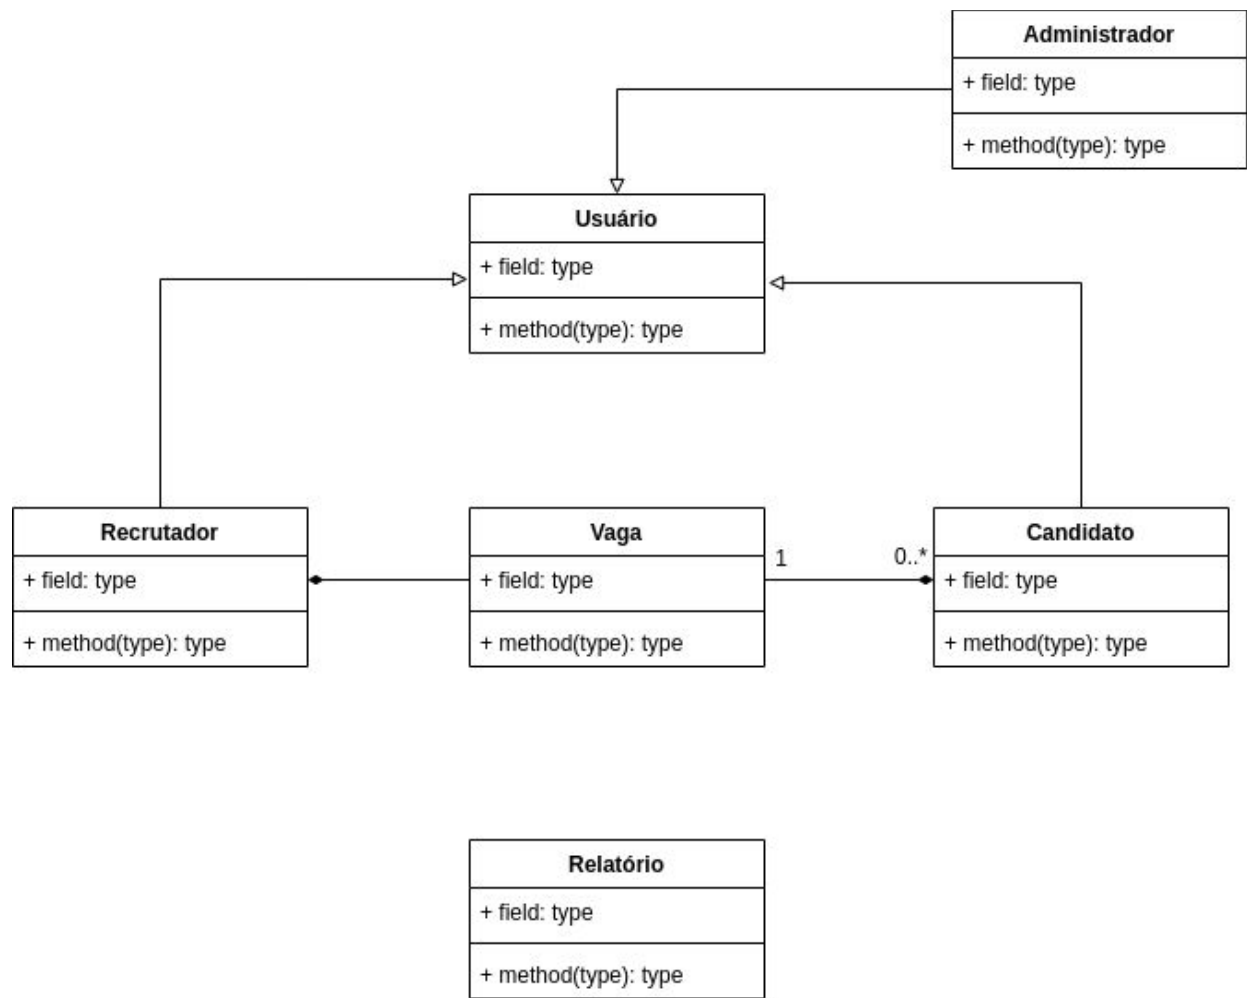 Administrador
+ field: type
+ method(type): type
Usuário
+ field: type
+ method(type): type
Recrutador
+ field: type
+ method(type): type
Vaga
+ field: type
+ method(type): type
1
0..*
Candidato
+ field: type
+ method(type): type
Relatório
+ field: type
+ method(type): type